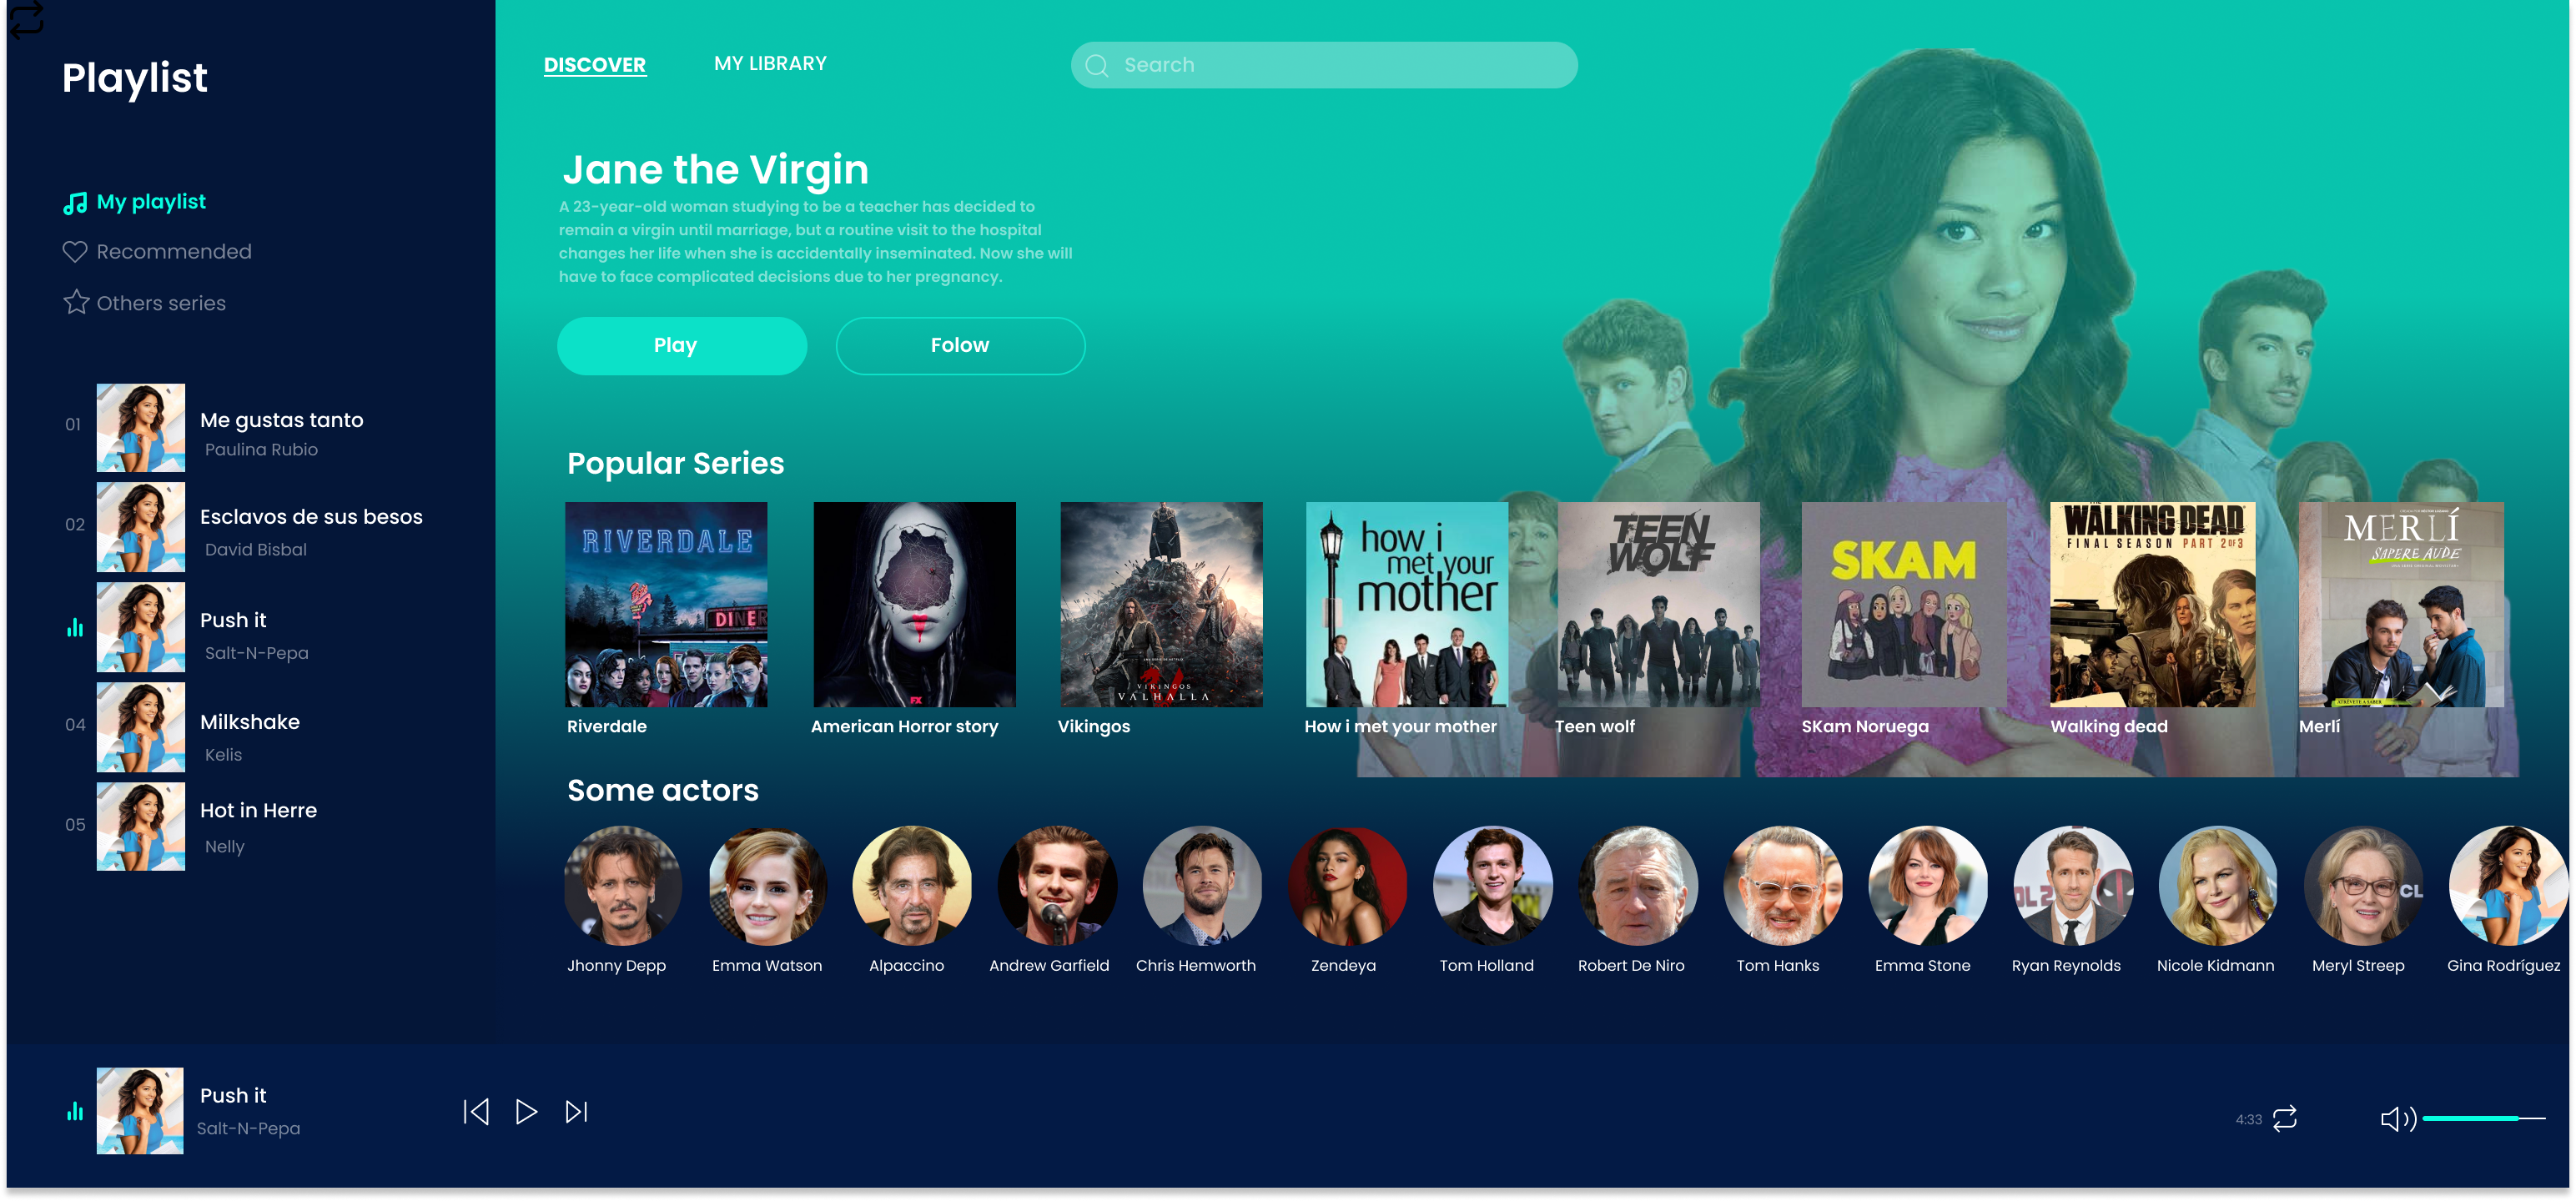 Playlist
My playlist
Recommended
Others series
01
Me gustas tanto
Paulina Rubio
02
Esclavos de sus besos
David Bisbal
Push it
Salt-N-Pepa
04
Milkshake
Kelis
05
Hot in Herre
Nelly
DISCOVER
MY LIBRARY
Search
Jane the Virgin
A 23-year-old woman studying to be a teacher has decided to
remain a virgin until marriage, but a routine visit to the hospital
changes her life when she is accidentally inseminated. Now she will
have to face complicated decisions due to her pregnancy.
Play
Folow
Popular Series
RIVERDALE
DINER
Riverdale
FX
American Horror story
VIKINGOS
VALHALLA
Vikingos
how i
met your
mother
How i met your mother
TEEN
WOLF
Teen wolf
SKAM
SKam Noruega
WALKING DEAD
FINAL SEASON PART 2OF3
Walking dead
MERLÍ
SAPERE AUDE
ATRÉVETE A SABER
Merlí
Some actors
Jhonny Depp
Emma Watson
Alpaccino
Andrew Garfield
Chris Hemworth
Zendeya
Tom Holland
Robert De Niro
Tom Hanks
Emma Stone
OL2
Ryan Reynolds
Nicole Kidmann
CL
Meryl Streep
Gina Rodríguez
Push it
Salt-N-Pepa
4:33